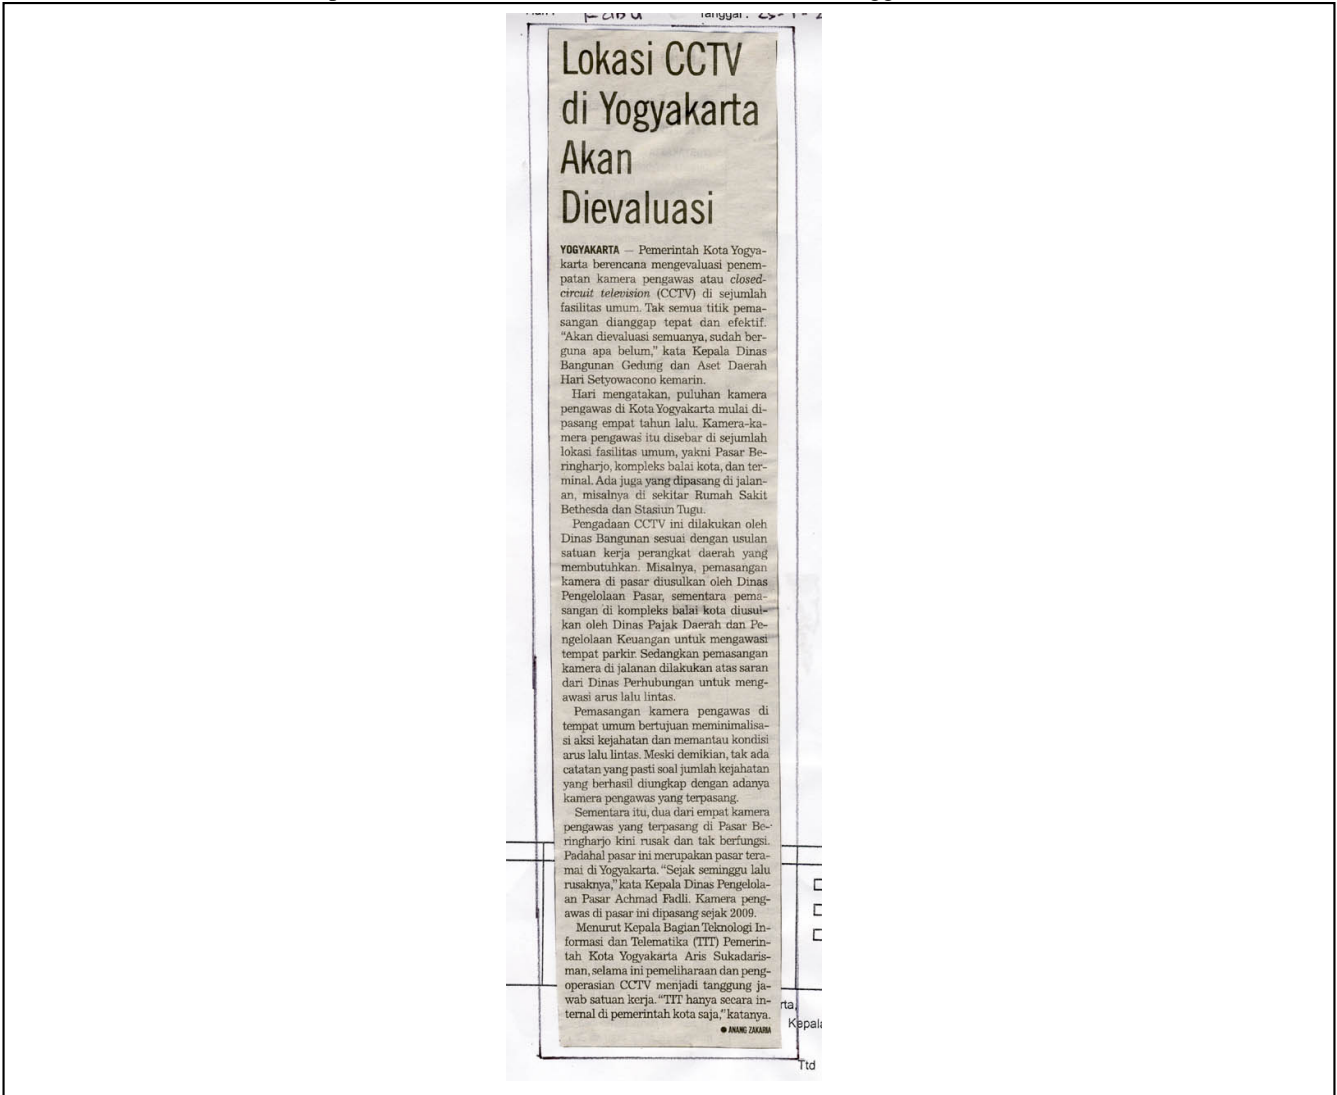 Tanggal :
Lokasi CCTV
di Yogyakarta
Akan
Dievaluasi
YOGYAKARTA — Pemerintah Kota Yogya-
karta berencana mengevaluasi penem-
patan kamera pengawas atau closed-
circuit television (CCTV) di sejumlah
fasilitas umum. Tak semua titik pema-
sangan dianggap tepat dan efektif.
“Akan dievaluasi semuanya, sudah ber-
guna apa belum,” kata Kepala Dinas
Bangunan Gedung dan Aset Daerah
Hari Setyowacono kemarin.
Hari mengatakan, puluhan kamera
pengawas di Kota Yogyakarta mulai di-
pasang empat tahun lalu. Kamera-ka-
mera pengawas itu disebar di sejumlah
lokasi fasilitas umum, yakni Pasar Be-
ringharjo, kompleks balai kota, dan ter-
minal. Ada juga yang dipasang di jalan-
an, misalnya di sekitar Rumah Sakit
Bethesda dan Stasiun Tugu.
Pengadaan CCTV ini dilakukan oleh
Dinas Bangunan sesuai dengan usulan
satuan kerja perangkat daerah yang
membutuhkan. Misalnya, pemasangan
kamera di pasar diusulkan oleh Dinas
Pengelolaan Pasar, sementara pema-
sangan di kompleks balai kota diusul-
kan oleh Dinas Pajak Daerah dan Pe-
ngelolaan Keuangan untuk mengawasi
tempat parkir. Sedangkan pemasangan
kamera di jalanan dilakukan atas saran
dari Dinas Perhubungan untuk meng-
awasi arus lalu lintas.
Pemasangan kamera pengawas di
tempat umum bertujuan meminimalisa-
si aksi kejahatan dan memantau kondisi
arus lalu lintas. Meski demikian, tak ada
catatan yang pasti soal jumlah kejahatan
yang berhasil diungkap dengan adanya
kamera pengawas yang terpasang.
Sementara itu, dua dari empat kamera
pengawas yang terpasang di Pasar Be-
ringharjo kini rusak dan tak berfungsi.
Padahal pasar ini merupakan pasar tera-
mai di Yogyakarta. “Sejak seminggu lalu
rusaknya,” kata Kepala Dinas Pengelola-
an Pasar Achmad Fadli. Kamera peng-
awas di pasar ini dipasang sejak 2009.
Menurut Kepala Bagian Teknologi In-
formasi dan Telematika (TIT) Pemerin-
tah Kota Yogyakarta Aris Sukadaris-
man, selama ini pemeliharaan dan peng-
operasian CCTV menjadi tanggung ja-
wab satuan kerja. “TIT hanya secara in-
ternal di pemerintah kota saja,” katanya.
● ANANG ZAKARIA
rta,
Kepala
Ttd